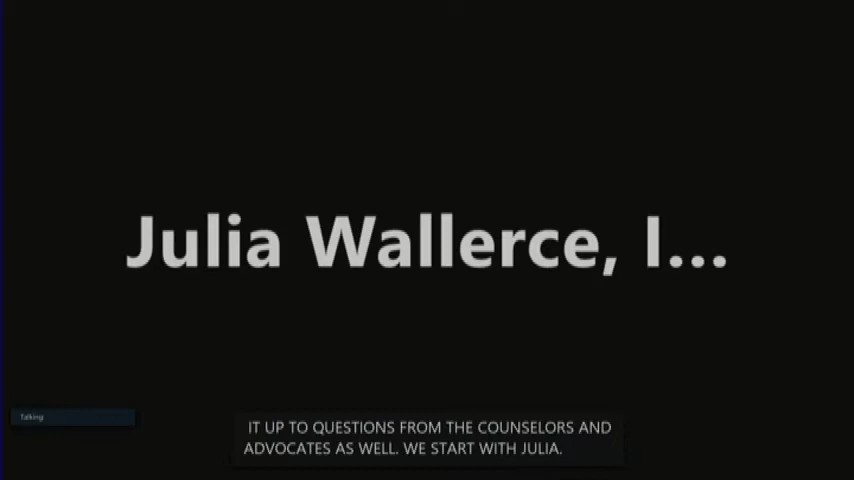 Julia Wallerce, I...
Talking:
IT UP TO QUESTIONS FROM THE COUNSELORS AND
ADVOCATES AS WELL. WE START WITH JULIA.